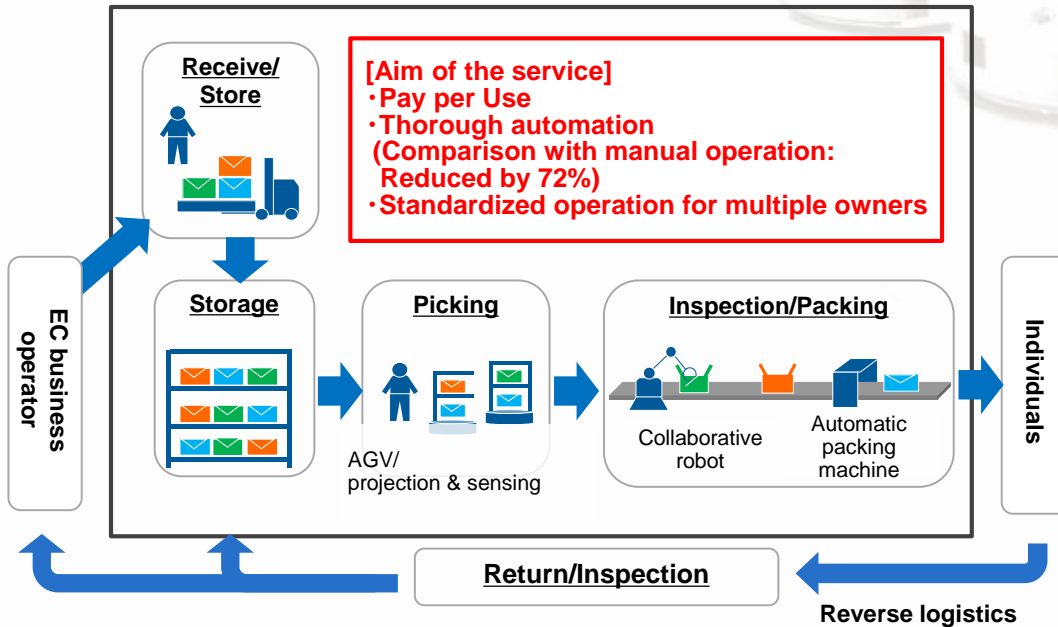 Receive/
Store
[Aim of the service]
・Pay per Use
・Thorough automation
(Comparison with manual operation:
Reduced by 72%)
・Standardized operation for multiple owners
EC business
operator
Storage
Picking
AGV/
projection & sensing
Inspection/Packing
Collaborative
robot
Automatic
packing
machine
Individuals
Return/Inspection
Reverse logistics